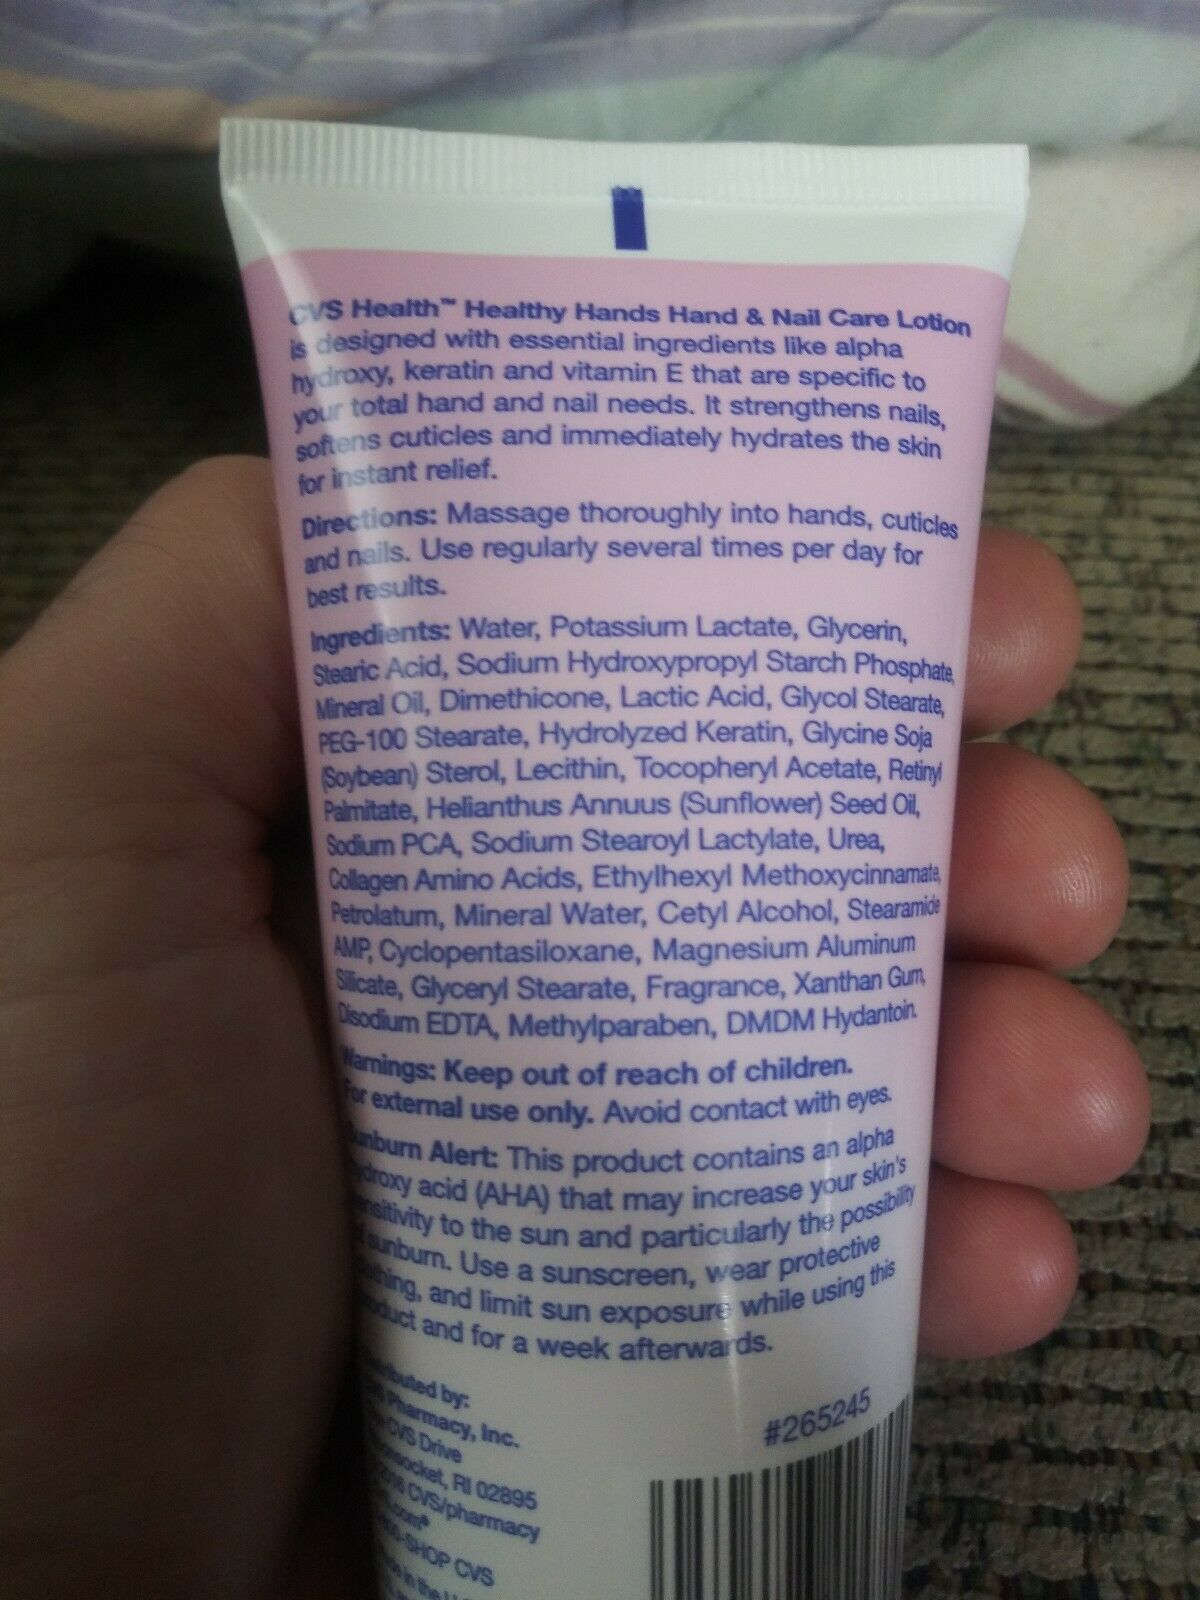 CVS Health™ Healthy Hands Hand & Nail Care Lotion
is designed with essential ingredients like alpha
hydroxy, keratin and vitamin E that are specific to
your total hand and nail needs. It strengthens nails,
softens cuticles and immediately hydrates the skin
for instant relief.
Directions: Massage thoroughly into hands, cuticles
and nails. Use regularly several times per day for
best results.
Ingredients: Water, Potassium Lactate, Glycerin,
Stearic Acid, Sodium Hydroxypropyl Starch Phosphate,
Mineral Oil, Dimethicone, Lactic Acid, Glycol Stearate,
PEG-100 Stearate, Hydrolyzed Keratin, Glycine Soja
(Soybean) Sterol, Lecithin, Tocopheryl Acetate, Retinyl
Palmitate, Helianthus Annuus (Sunflower) Seed Oil,
Sodium PCA, Sodium Stearoyl Lactylate, Urea,
Collagen Amino Acids, Ethylhexyl Methoxycinnamate,
Petrolatum, Mineral Water, Cetyl Alcohol, Stearamide
AMP, Cyclopentasiloxane, Magnesium Aluminum
Silicate, Glyceryl Stearate, Fragrance, Xanthan Gum,
Disodium EDTA, Methylparaben, DMDM Hydantoin.
Warnings: Keep out of reach of children.
For external use only. Avoid contact with eyes.
Sunburn Alert: This product contains an alpha
hydroxy acid (AHA) that may increase your skin's
sensitivity to the sun and particularly the possibility
of sunburn. Use a sunscreen, wear protective
clothing, and limit sun exposure while using this
product and for a week afterwards.
by:
Pharmacy, Inc.
CVS Drive
RI 02895
CVS/pharmacy
SHOP CVS
in the
#265245